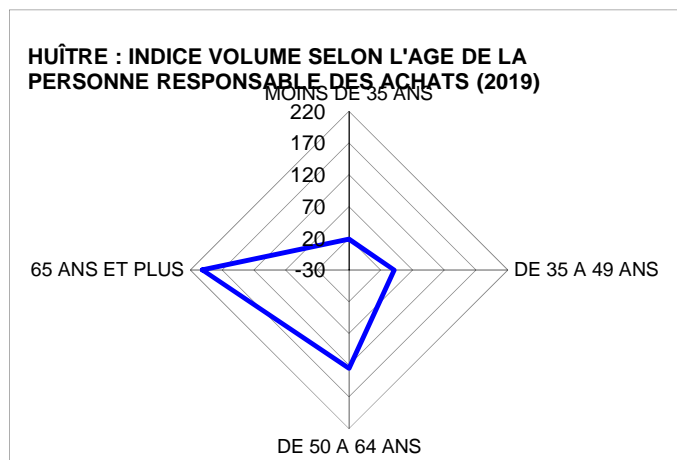 HUÎTRE : INDICE VOLUME SELON L'AGE DE LA
PERSONNE RESPONSABLE DES ACHATS (2019)
MOINS DE 35 ANS
220
170
120
70
20
-30
65 ANS ET PLUS
DE 35 A 49 ANS
DE 50 A 64 ANS